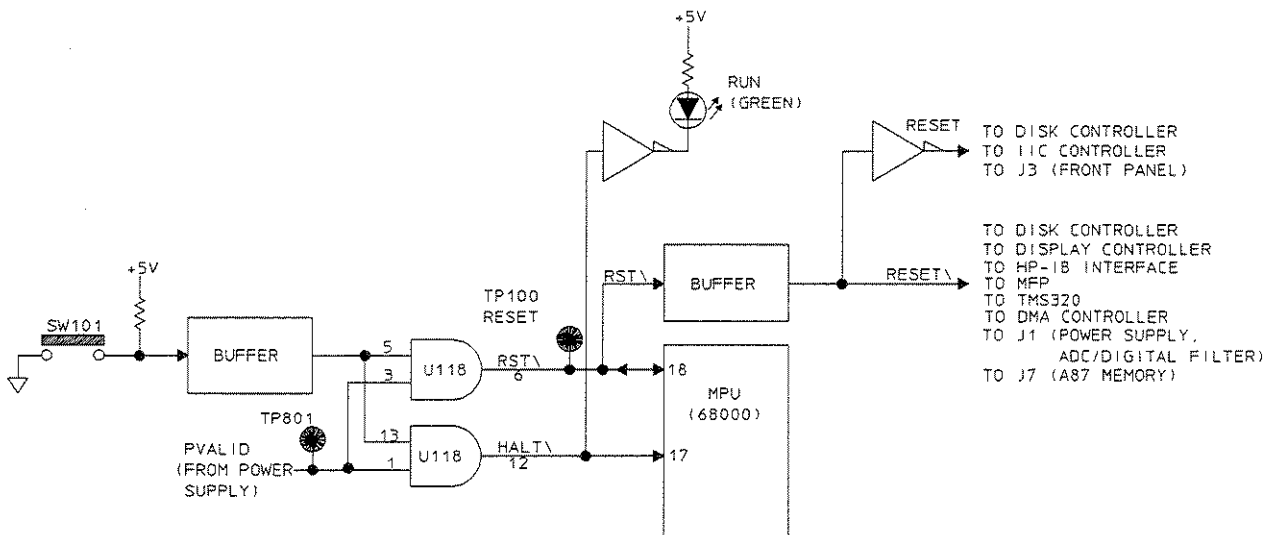 +5V
RUN
(GREEN)
RESET
TO DISK CONTROLLER
TO IIC CONTROLLER
TO J3 (FRONT PANEL)
TO DISK CONTROLLER
TO DISPLAY CONTROLLER
TO HP-IB INTERFACE
TO MFP
TO TMS320
TO DMA CONTROLLER
TO J1 (POWER SUPPLY,
ADC/DIGITAL FILTER)
TO J7 (A87 MEMORY)
RESET\
RST\
BUFFER
+5V
SW101
BUFFER
TP100
RESET
5
3
U118
RST\
6
18
MPU
(68000)
TP801
PVALID
(FROM POWER
SUPPLY)
13
1
U118
HALT\
12
17